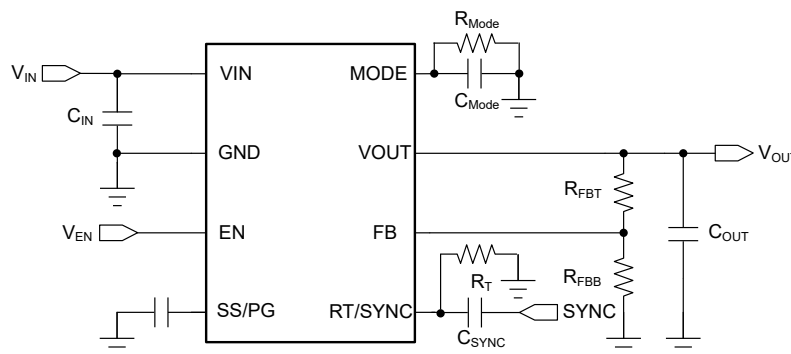 R_Mode
V_IN
VIN
MODE
C_IN
C_Mode
GND
VOUT
V_OUT
R_FBT
V_EN
EN
FB
C_OUT
R_T
R_FBB
SS/PG
RT/SYNC
SYNC
C_SYNC